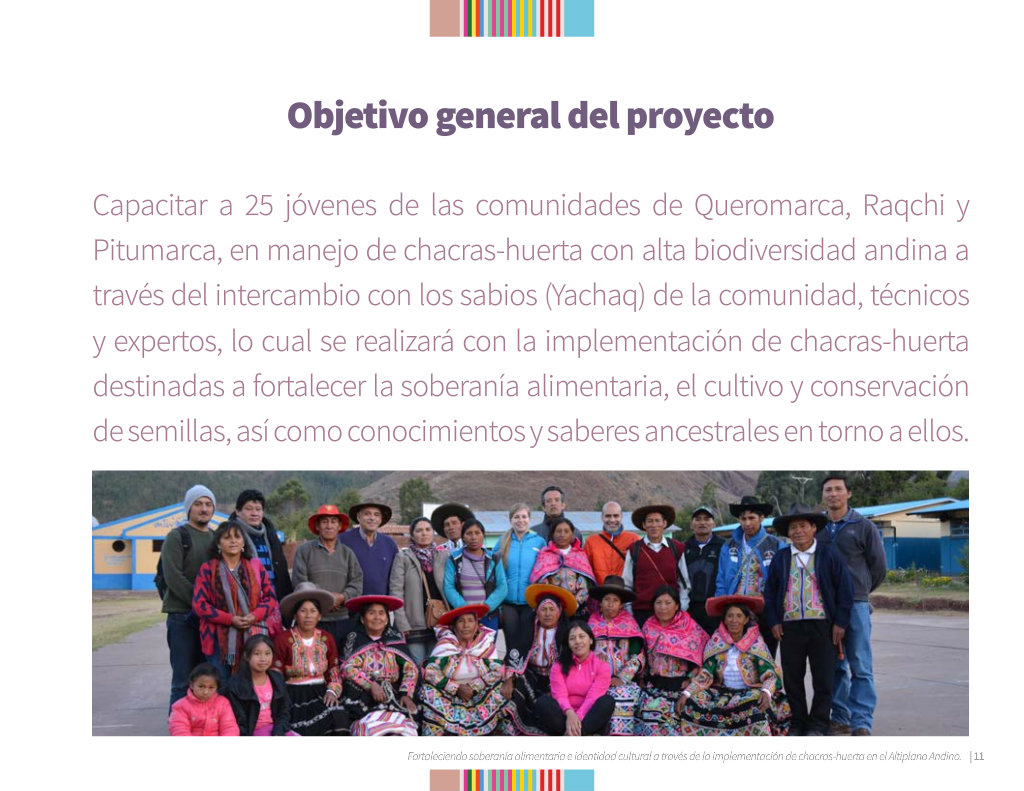 Objetivo general del proyecto
Capacitar a 25 jóvenes de las comunidades de Queromarca, Raqchi y
Pitumarca, en manejo de chacras-huerta con alta biodiversidad andina a
través del intercambio con los sabios (Yachaq) de la comunidad, técnicos
y expertos, lo cual se realizará con la implementación de chacras-huerta
destinadas a fortalecer la soberanía alimentaria, el cultivo y conservación
de semillas, así como conocimientos y saberes ancestrales en torno a ellos.
Fortaleciendo soberanía alimentaria e identidad cultural a través de la implementación de chacras-huerta en el Altiplano Andino. | 11